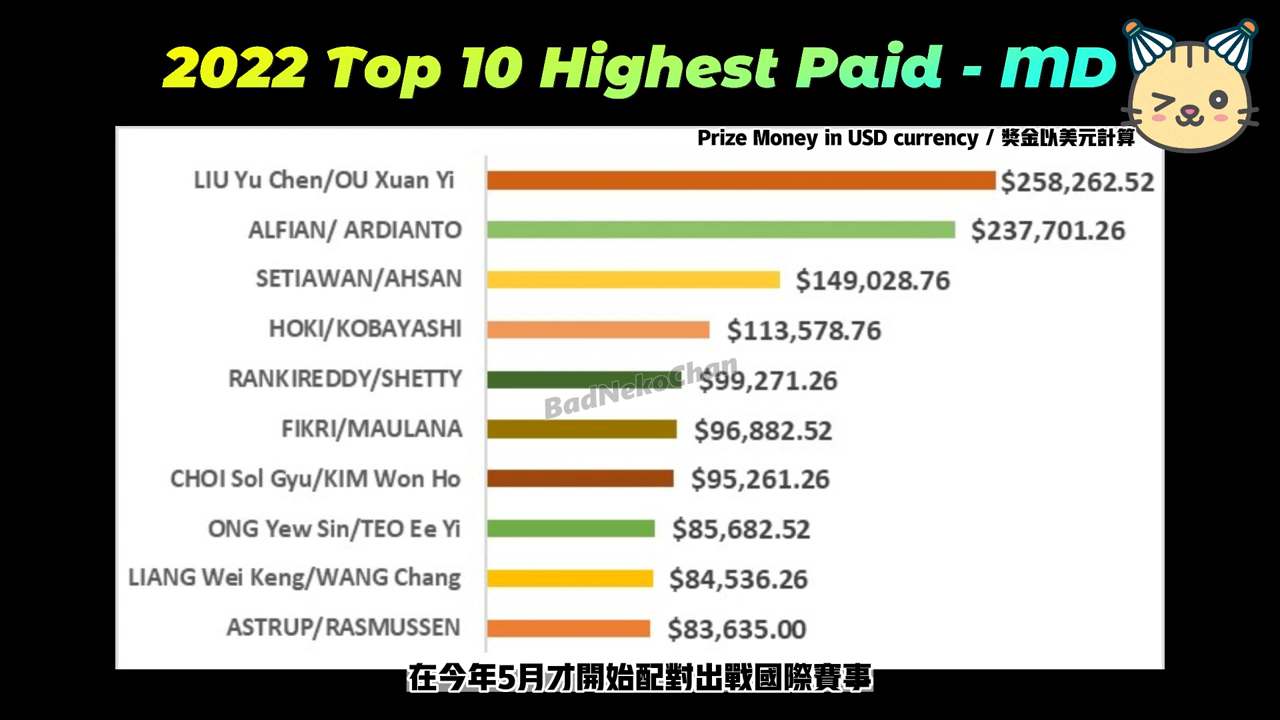 2022 Top 10 Highest Paid - MD
Prize Money in USD currency / 獎金以美元計算
LIU Yu Chen/OU Xuan Yi $258,262.52
ALFIAN/ ARDIANTO $237,701.26
SETIAWAN/AHSAN $149,028.76
HOKI/KOBAYASHI $113,578.76
RANKIREDDY/SHETTY $99,271.26
BadNekoChan
FIKRI/MAULANA $96,882.52
CHOI Sol Gyu/KIM Won Ho $95,261.26
ONG Yew Sin/TEO Ee Yi $85,682.52
LIANG Wei Keng/WANG Chang $84,536.26
ASTRUP/RASMUSSEN $83,635.00
在今年5月才開始配對出戰國際賽事